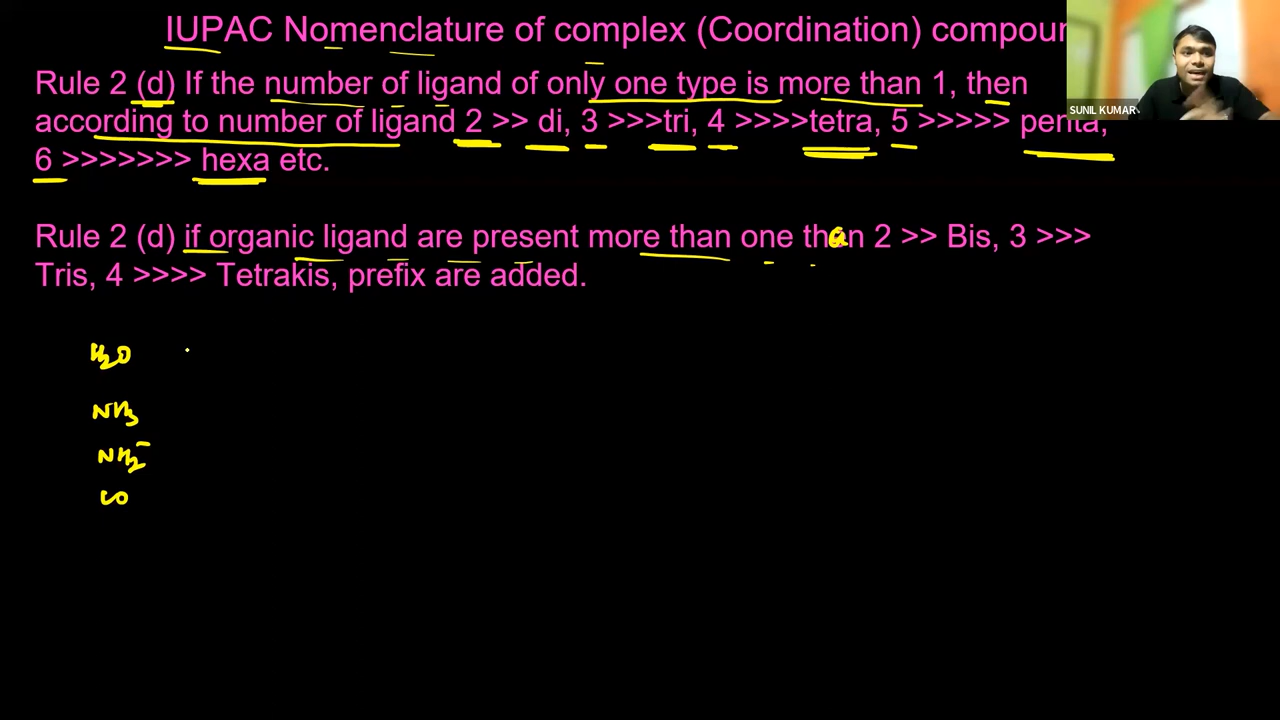 IUPAC Nomenclature of complex (Coordination) compoun
SUNIL KUMAR
Rule 2 (d) If the number of ligand of only one type is more than 1, then
according to number of ligand 2 >> di, 3 >>>tri, 4 >>>>tetra, 5 >>>>> penta,
6 >>>>>>> hexa etc.
Rule 2 (d) if organic ligand are present more than one than 2 >> Bis, 3 >>>
Tris, 4 >>>> Tetrakis, prefix are added.
H₂O
NH₃
NH₂⁻
CO